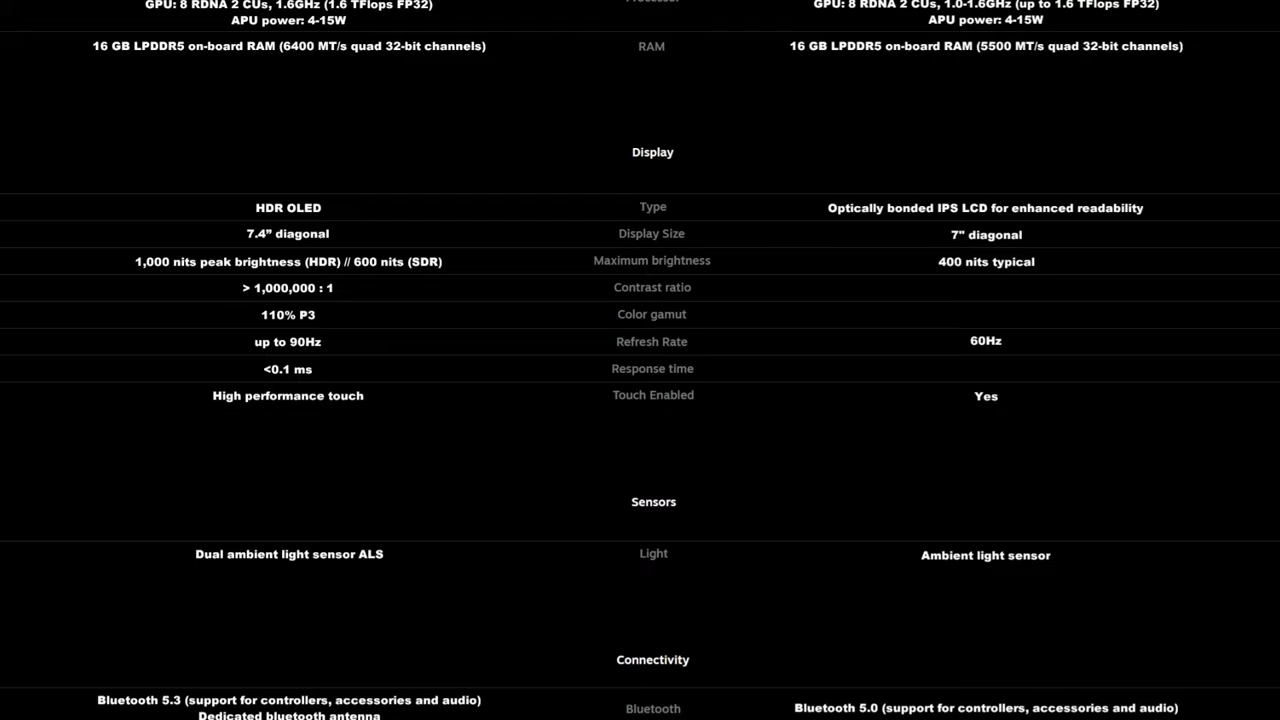 GPU: 8 RDNA 2 CUs, 1.6GHz (1.6 TFlops FP32)
APU power: 4-15W
GPU: 8 RDNA 2 CUs, 1.0-1.6GHz (up to 1.6 TFlops FP32)
APU power: 4-15W
16 GB LPDDR5 on-board RAM (6400 MT/s quad 32-bit channels)
RAM
16 GB LPDDR5 on-board RAM (5500 MT/s quad 32-bit channels)
Display
HDR OLED
Type
Optically bonded IPS LCD for enhanced readability
7.4” diagonal
Display Size
7" diagonal
1,000 nits peak brightness (HDR) // 600 nits (SDR)
Maximum brightness
400 nits typical
> 1,000,000 : 1
Contrast ratio
110% P3
Color gamut
up to 90Hz
Refresh Rate
60Hz
<0.1 ms
Response time
High performance touch
Touch Enabled
Yes
Sensors
Dual ambient light sensor ALS
Light
Ambient light sensor
Connectivity
Bluetooth 5.3 (support for controllers, accessories and audio)
Dedicated bluetooth antenna
Bluetooth
Bluetooth 5.0 (support for controllers, accessories and audio)